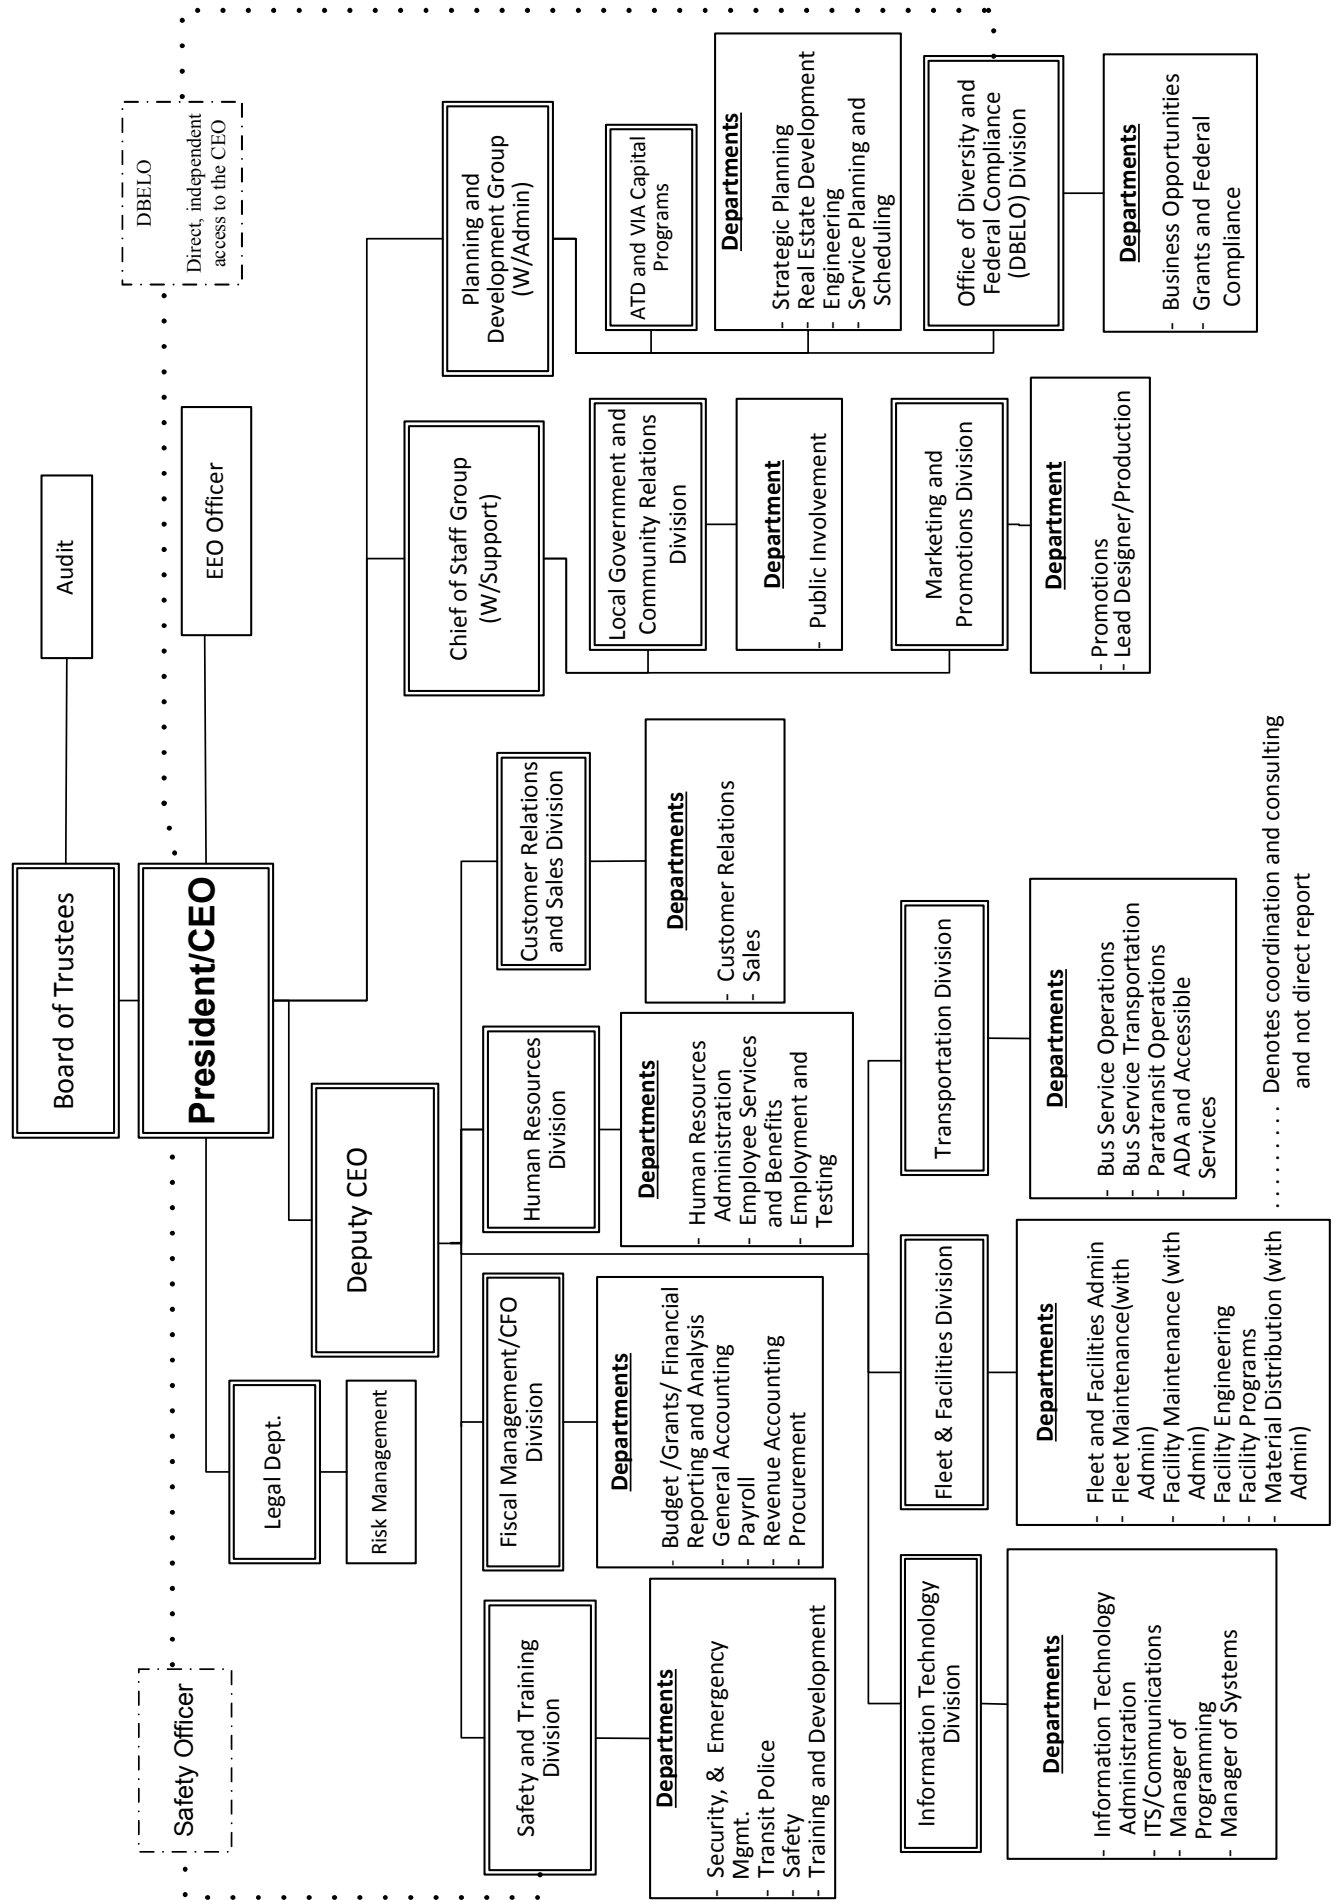 Board of Trustees
Audit
President/CEO
EEO Officer
Safety Officer
DBELO
Direct, independent
access to the CEO
Legal Dept.
Risk Management
Deputy CEO
Chief of Staff Group
(W/Support)
Planning and
Development Group
(W/Admin)
Safety and Training
Division
Departments
- Security, & Emergency
Mgmt.
- Transit Police
- Safety
- Training and Development
Fiscal Management/CFO
Division
Departments
- Budget /Grants/ Financial
Reporting and Analysis
- General Accounting
- Payroll
- Revenue Accounting
- Procurement
Human Resources
Division
Departments
- Human Resources
Administration
- Employee Services
and Benefits
- Employment and
Testing
Customer Relations
and Sales Division
Departments
- Customer Relations
- Sales
Local Government and
Community Relations
Division
Department
- Public Involvement
Marketing and
Promotions Division
Department
- Promotions
- Lead Designer/Production
ATD and VIA Capital
Programs
Departments
- Strategic Planning
- Real Estate Development
- Engineering
- Service Planning and
Scheduling
Office of Diversity and
Federal Compliance
(DBELO) Division
Departments
- Business Opportunities
- Grants and Federal
Compliance
Information Technology
Division
Departments
- Information Technology
Administration
- ITS/Communications
- Manager of
Programming
- Manager of Systems
Fleet & Facilities Division
Departments
- Fleet and Facilities Admin
- Fleet Maintenance(with
Admin)
- Facility Maintenance (with
Admin)
- Facility Engineering
- Facility Programs
- Material Distribution (with
Admin)
Transportation Division
Departments
- Bus Service Operations
- Bus Service Transportation
- Paratransit Operations
- ADA and Accessible
Services
......... Denotes coordination and consulting
and not direct report